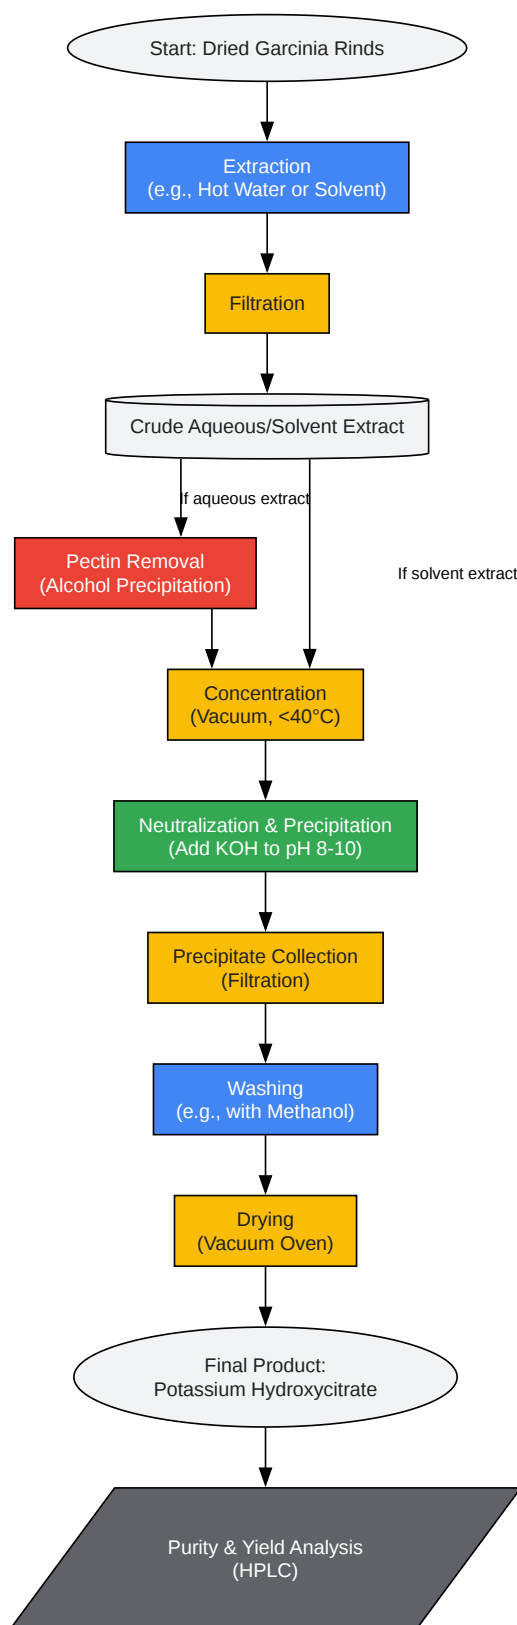 Start: Dried Garcinia Rinds
Extraction
(e.g., Hot Water or Solvent)
Filtration
Crude Aqueous/Solvent Extract
If aqueous extract
Pectin Removal
(Alcohol Precipitation)
If solvent extract
Concentration
(Vacuum, <40°C)
Neutralization & Precipitation
(Add KOH to pH 8-10)
Precipitate Collection
(Filtration)
Washing
(e.g., with Methanol)
Drying
(Vacuum Oven)
Final Product:
Potassium Hydroxycitrate
Purity & Yield Analysis
(HPLC)